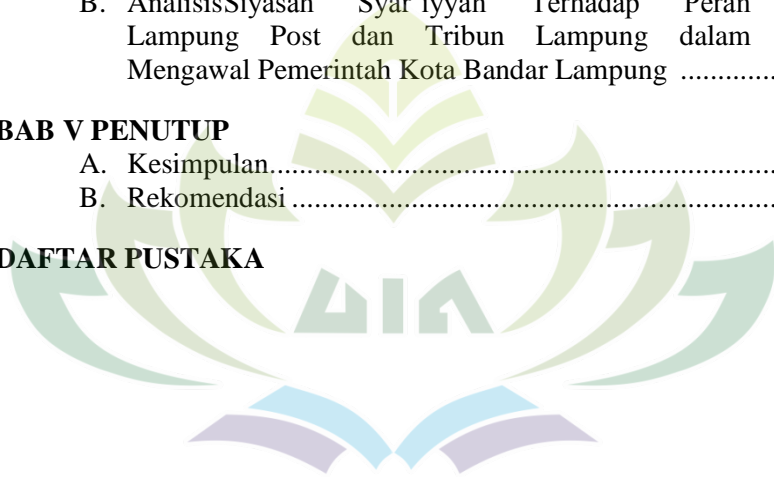 B. AnalisisSiyasah Syar'iyyah Terhadap Peran
Lampung Post dan Tribun Lampung dalam
Mengawal Pemerintah Kota Bandar Lampung ..............
BAB V PENUTUP
A. Kesimpulan......................................................................
B. Rekomendasi ..................................................................
DAFTAR PUSTAKA
UIN